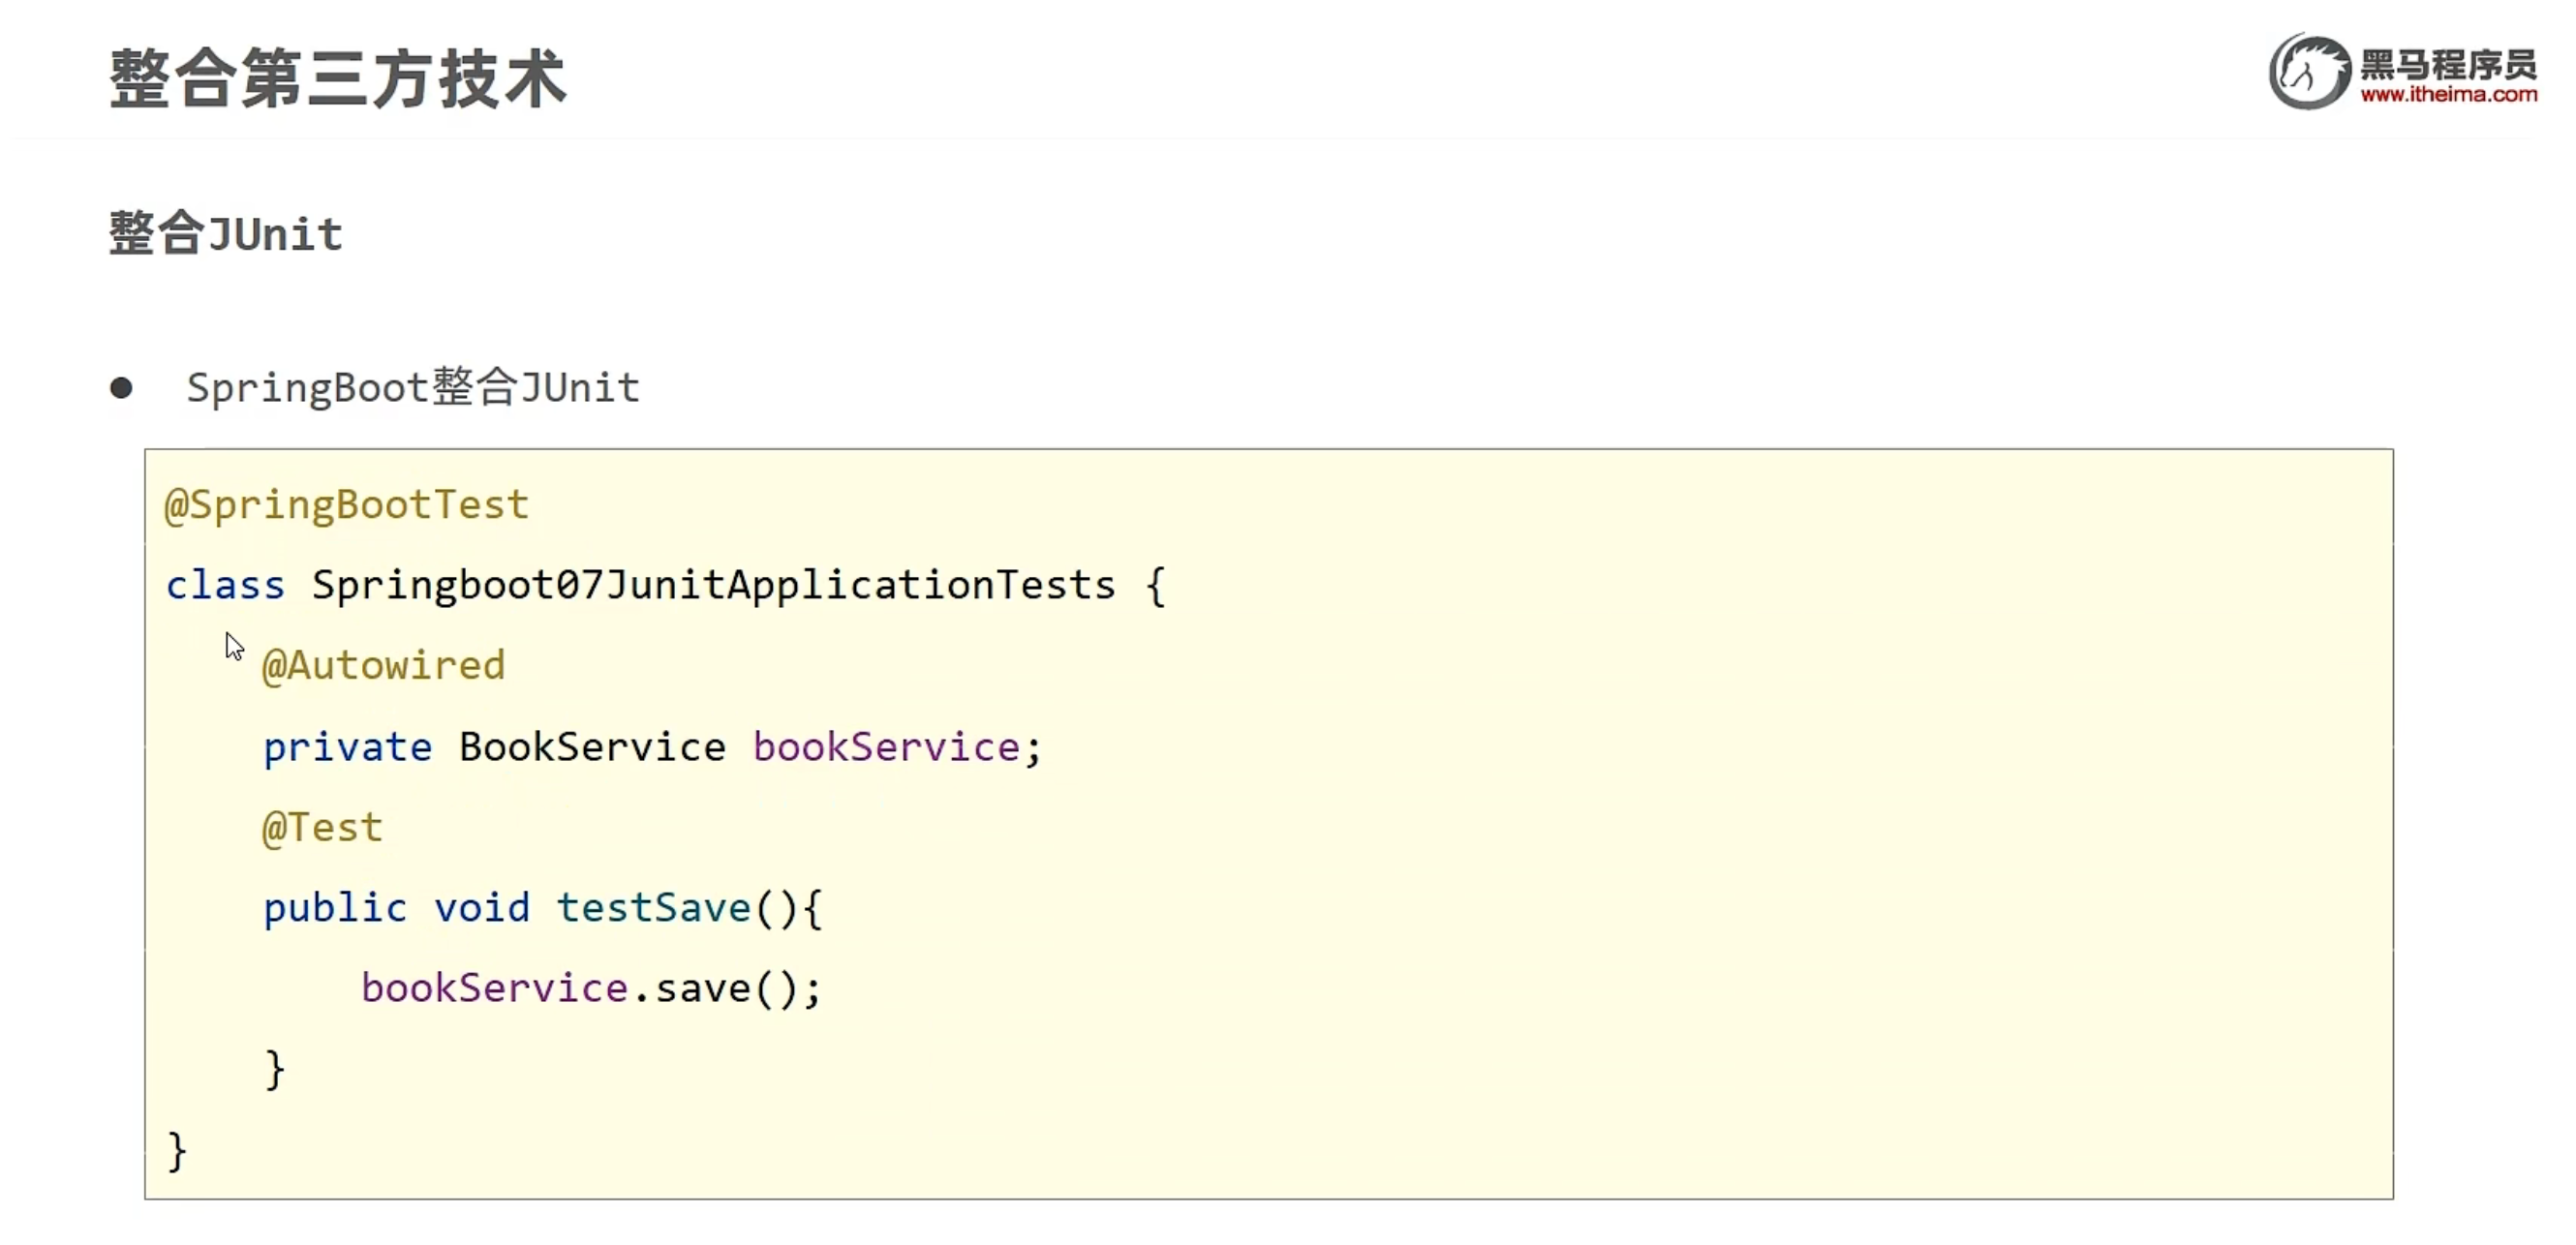 整合第三方技术
黑马程序员
www.itheima.com
整合JUnit
● SpringBoot整合JUnit
@SpringBootTest
class Springboot07JunitApplicationTests {
    @Autowired
    private BookService bookService;
    @Test
    public void testSave(){
        bookService.save();
    }
}